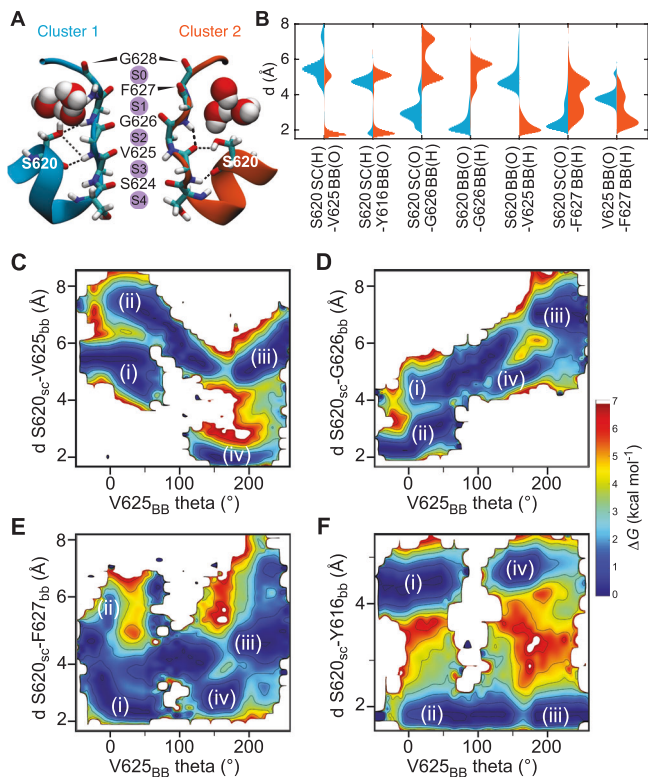 A
Cluster 1
Cluster 2
G628
S0
F627
S1
G626
S2
V625
S3
S624
S4
S620
S620
B
d (Å)
8
6
4
2
S620 SC(H)
-V625 BB(O)
S620 SC(H)
-Y616 BB(O)
S620 SC(O)
-G626 BB(H)
S620 BB(O)
-G626 BB(H)
S620 BB(O)
-V625 BB(H)
S620 SC(O)
-F627 BB(H)
V625 BB(O)
-F627 BB(H)
C
d S620sc-V625bb (Å)
8
6
4
2
(ii)
(i)
(iii)
(iv)
0 100 200
V625BB theta (°)
D
d S620sc-G626bb (Å)
8
6
4
2
(iii)
(i)
(iv)
(ii)
0 100 200
V625BB theta (°)
7
6
5
4
3
2
1
0
ΔG (kcal mol-1)
E
d S620sc-F627bb (Å)
8
6
4
2
(ii)
(iii)
(i)
(iv)
0 100 200
V625BB theta (°)
F
d S620sc-Y616bb (Å)
4
2
(i)
(iv)
(ii)
(iii)
0 100 200
V625BB theta (°)